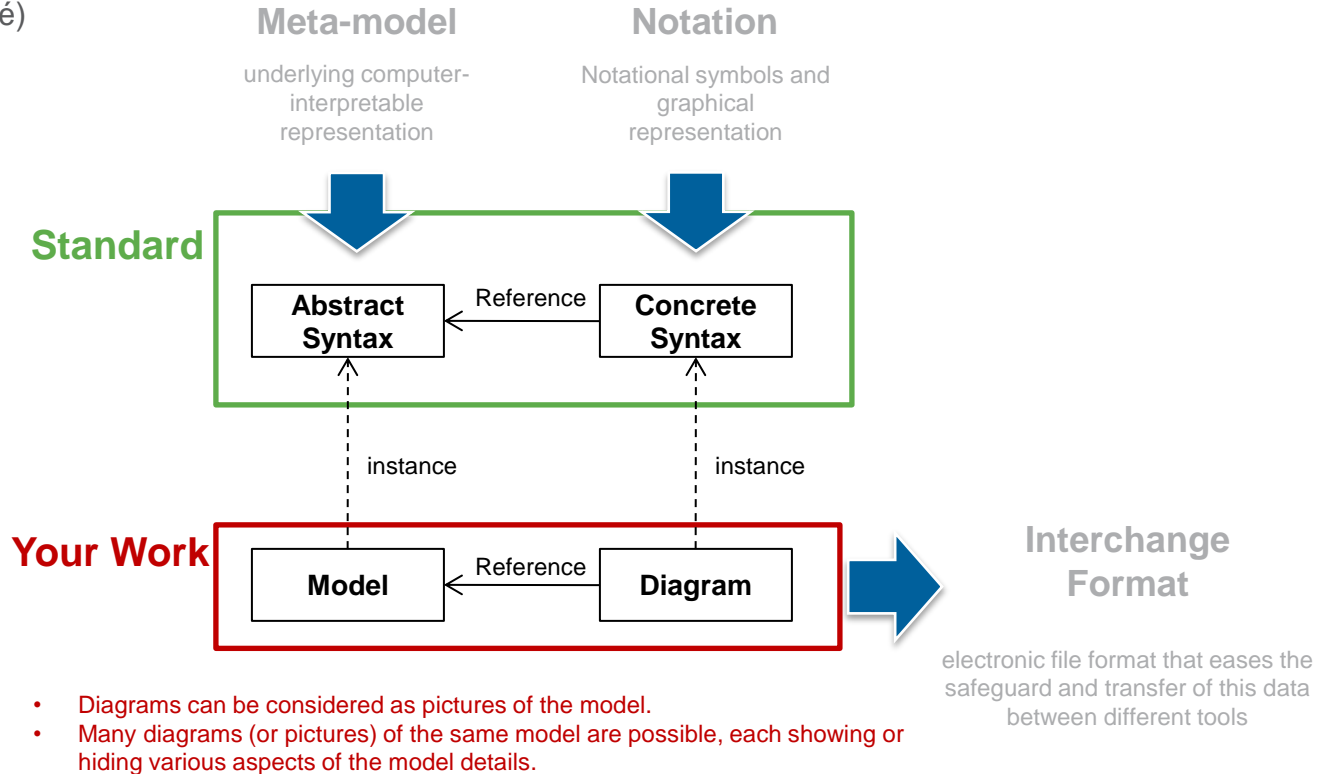 é)
Meta-model
underlying computer-
interpretable
representation
Notation
Notational symbols and
graphical
representation
Standard
Abstract
Syntax
Reference
Concrete
Syntax
instance
instance
Your Work
Model
Reference
Diagram
Interchange
Format
electronic file format that eases the
safeguard and transfer of this data
between different tools
• Diagrams can be considered as pictures of the model.
• Many diagrams (or pictures) of the same model are possible, each showing or
hiding various aspects of the model details.